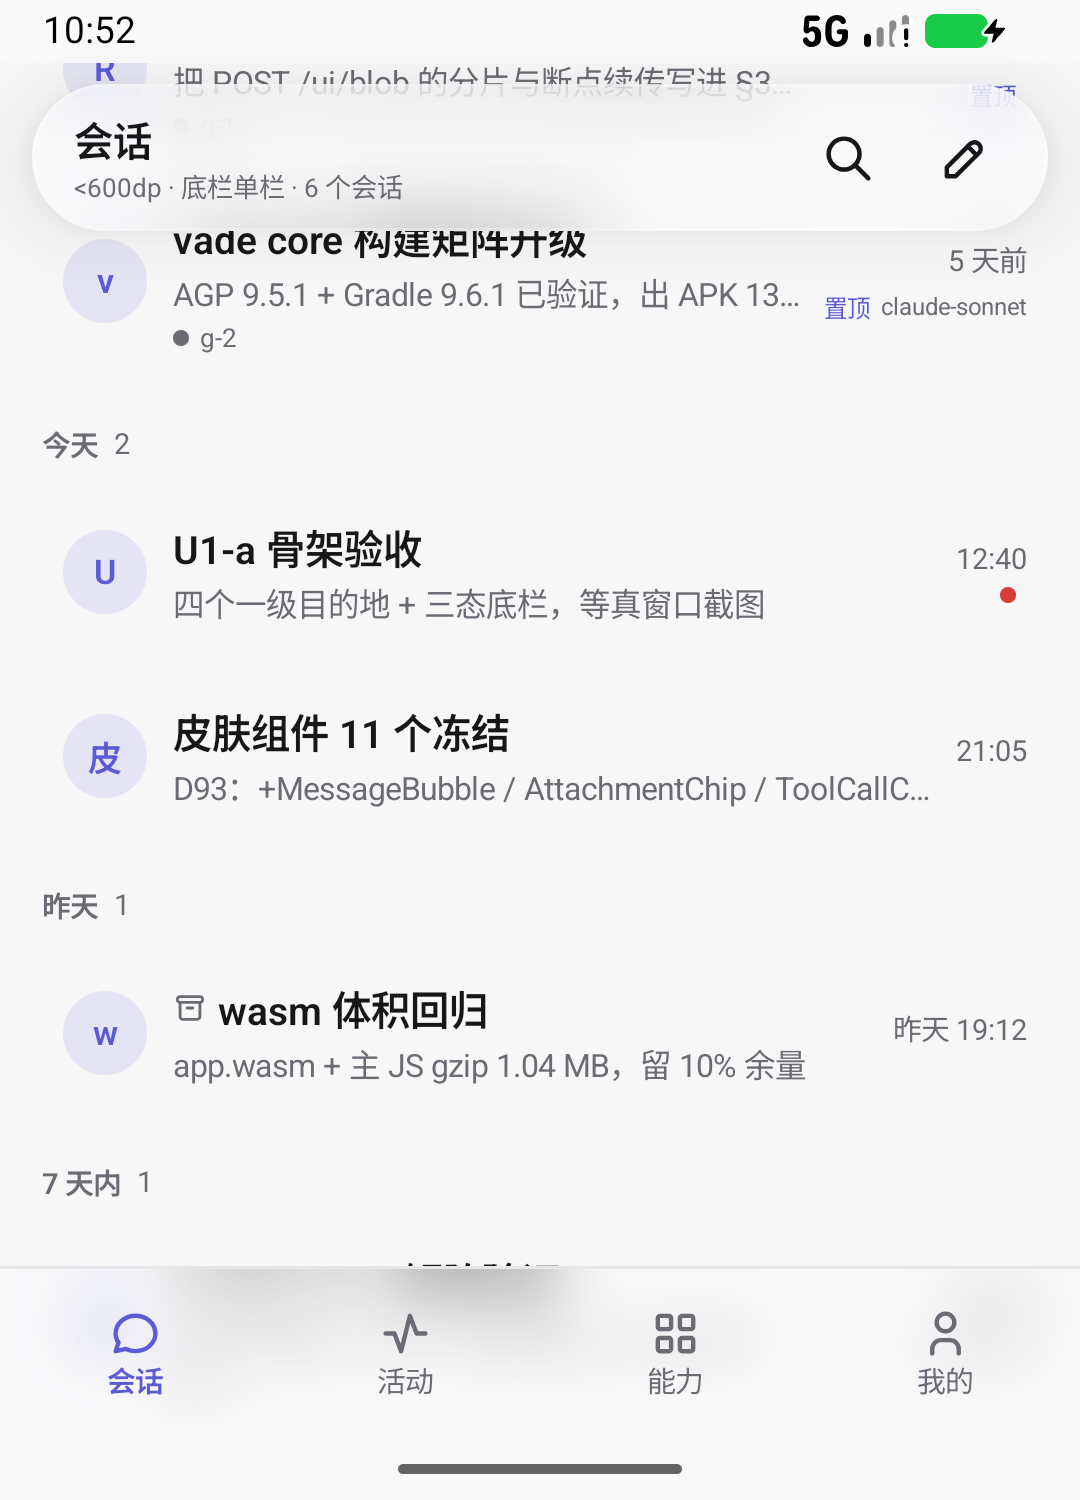 10:52
5G
R
把 POST /ui/blob 的分片与断点续传写进 §3...
置顶
g-1
会话
<600dp · 底栏单栏 · 6 个会话
v
vade core 构建矩阵升级
5 天前
AGP 9.5.1 + Gradle 9.6.1 已验证，出 APK 13...
置顶 claude-sonnet
g-2
今天 2
U
U1-a 骨架验收
12:40
四个一级目的地 + 三态底栏，等真窗口截图
皮
皮肤组件 11 个冻结
21:05
D93：+MessageBubble / AttachmentChip / ToolCallC...
昨天 1
w
wasm 体积回归
昨天 19:12
app.wasm + 主 JS gzip 1.04 MB，留 10% 余量
7 天内 1
会话
活动
能力
我的